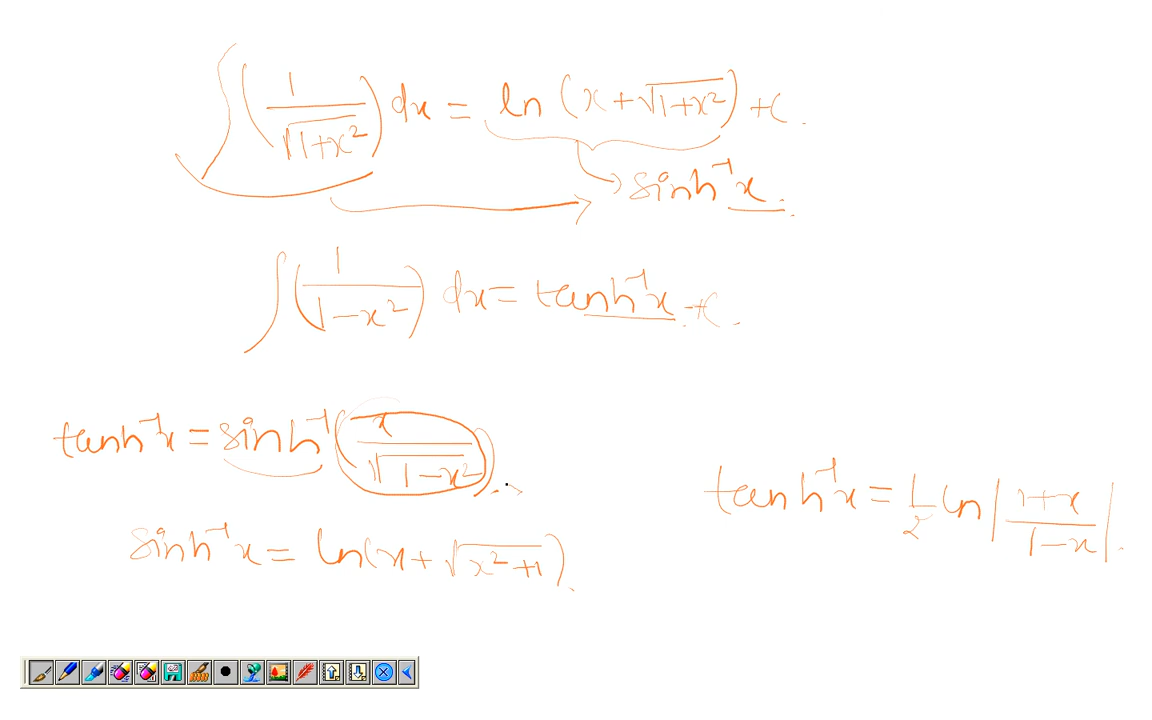 ∫ (1/√(1+x²)) dx = ln (x + √(1+x²)) + c.
→ sinh⁻¹x.
∫ (1/(1−x²)) dx = tanh⁻¹x + c.
tanh⁻¹x = sinh⁻¹ (x/√(1−x²)).
sinh⁻¹x = ln(x + √(x²+1)).
tanh⁻¹x = 1/2 ln |(1+x)/(1−x)|.